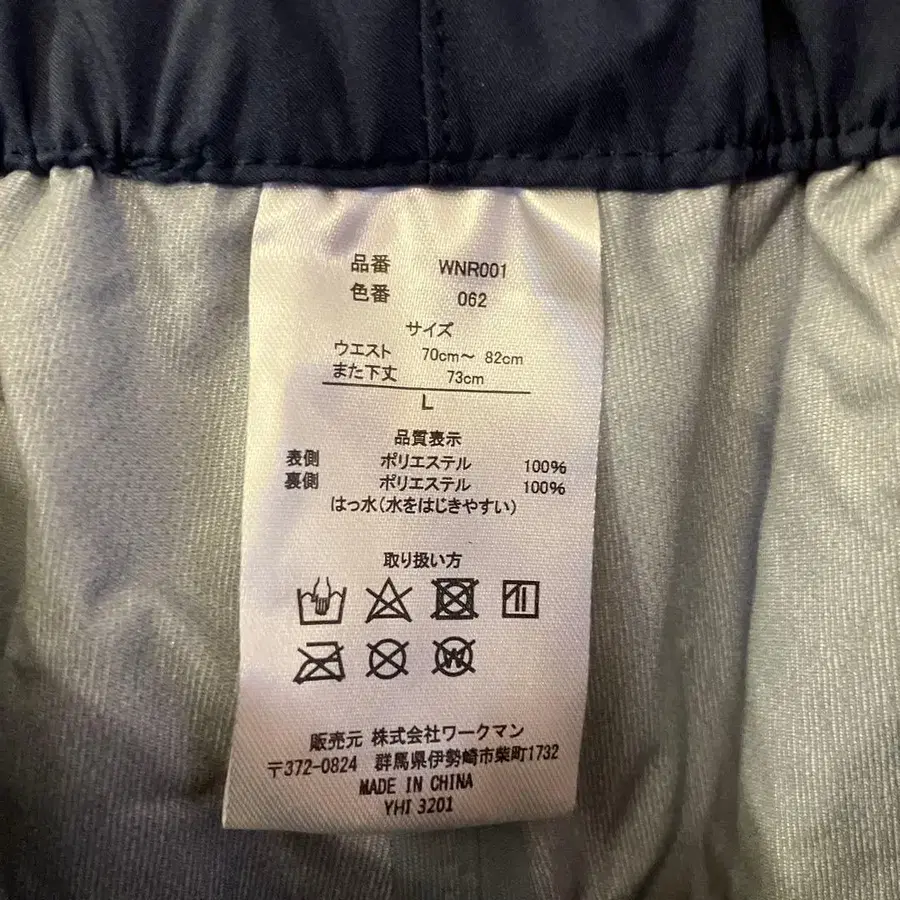 品番 WNR001
色番 062
サイズ
ウエスト 70cm～ 82cm
また下丈 73cm
L
品質表示
表側 ポリエステル 100%
裏側 ポリエステル 100%
はっ水(水をはじきやすい)
取り扱い方
W
販売元 株式会社ワークマン
〒372-0824 群馬県伊勢崎市柴町1732
MADE IN CHINA
YHI 3201